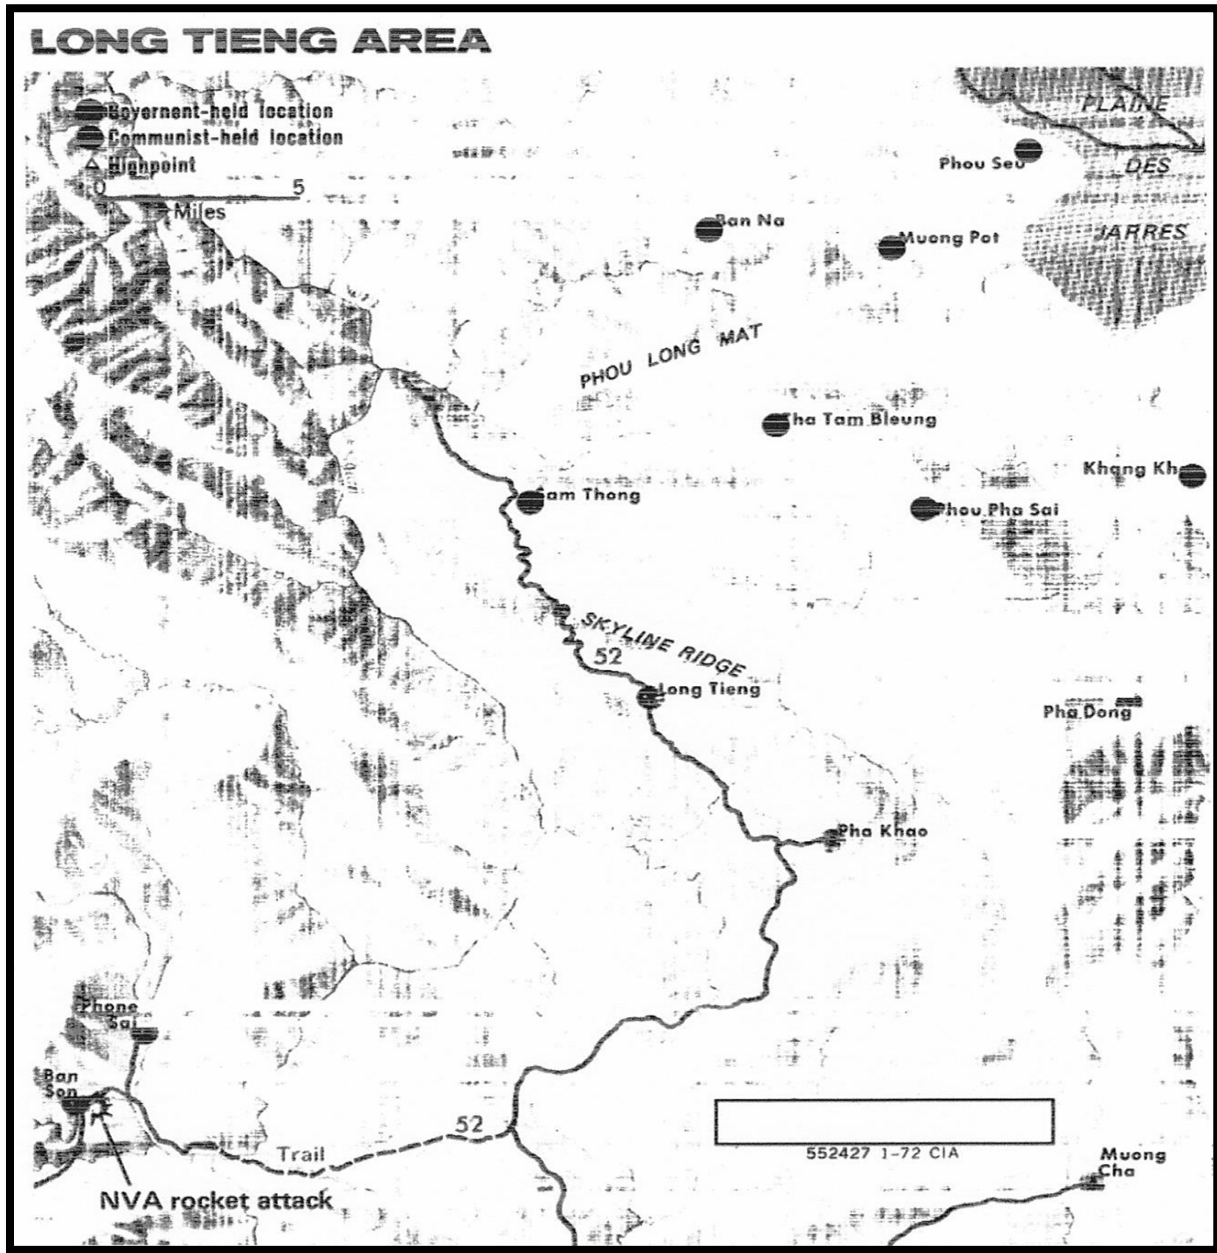 LONG TIENG AREA
Government-held location
Communist-held location
Highpoint
0 5
Miles
PLAINE
DES
JARRES
Phou Seu
Ban Na
Muong Pot
PHOU LONG MAT
Tha Tam Bleung
Khang Kh
Sam Thong
Phou Pha Sai
SKYLINE RIDGE
52
Long Tieng
Pha Dong
Pha Khao
Phone
Sai
Ban
Son
52
Trail
552427 1-72 CIA
Muong
Cha
NVA rocket attack